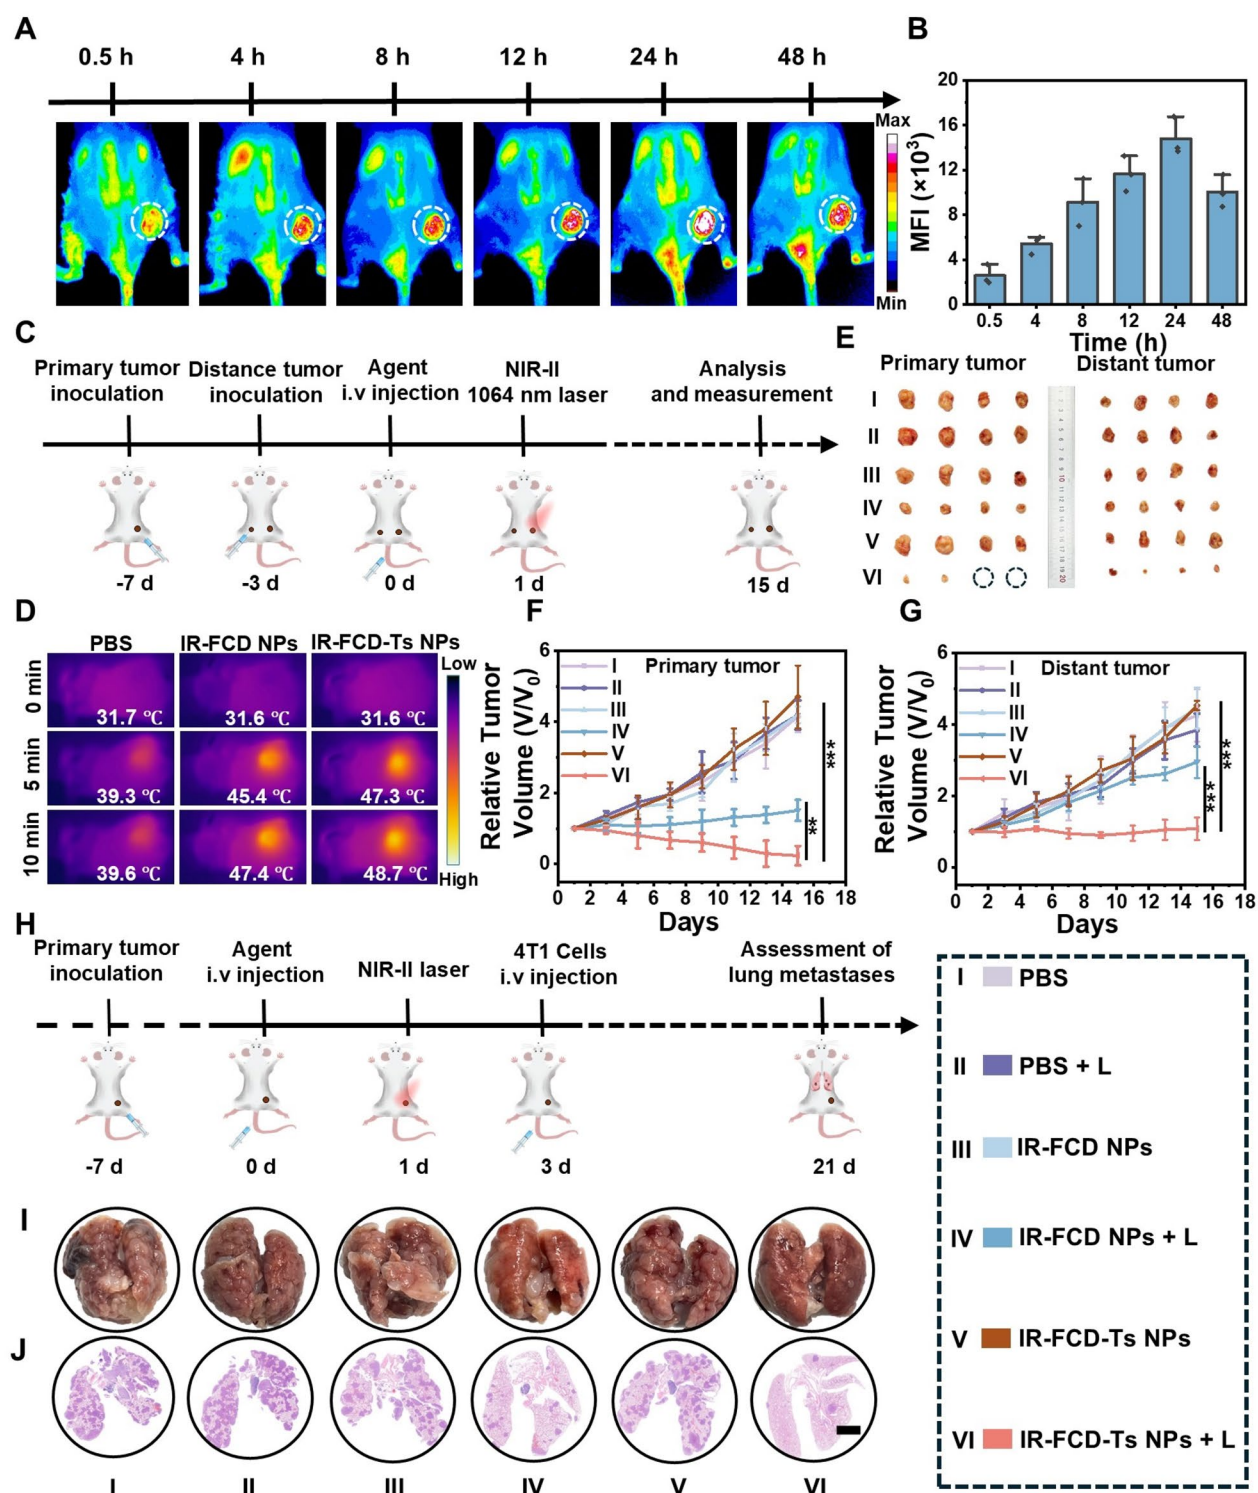 A
0.5 h 4 h 8 h 12 h 24 h 48 h
Max
Min
B
MFI (×10³)
20
16
12
8
4
0
0.5 4 8 12 24 48
Time (h)
C
Primary tumor
inoculation
Distance tumor
inoculation
Agent
i.v injection
NIR-II
1064 nm laser
Analysis
and measurement
-7 d -3 d 0 d 1 d 15 d
E
Primary tumor Distant tumor
I
II
III
IV
V
VI
D
PBS IR-FCD NPs IR-FCD-Ts NPs
Low
High
0 min
31.7 °C 31.6 °C 31.6 °C
5 min
39.3 °C 45.4 °C 47.3 °C
10 min
39.6 °C 47.4 °C 48.7 °C
F
Relative Tumor
Volume (V/V₀)
Primary tumor
I
II
III
IV
V
VI
6
4
2
0
**
***
0 2 4 6 8 10 12 14 16 18
Days
G
Relative Tumor
Volume (V/V₀)
Distant tumor
I
II
III
IV
V
VI
6
4
2
0
***
***
0 2 4 6 8 10 12 14 16 18
Days
H
Primary tumor
inoculation
Agent
i.v injection
NIR-II laser
4T1 Cells
i.v injection
Assessment of
lung metastases
-7 d 0 d 1 d 3 d 21 d
I PBS
II PBS + L
III IR-FCD NPs
IV IR-FCD NPs + L
V IR-FCD-Ts NPs
VI IR-FCD-Ts NPs + L
I
J
I II III IV V VI